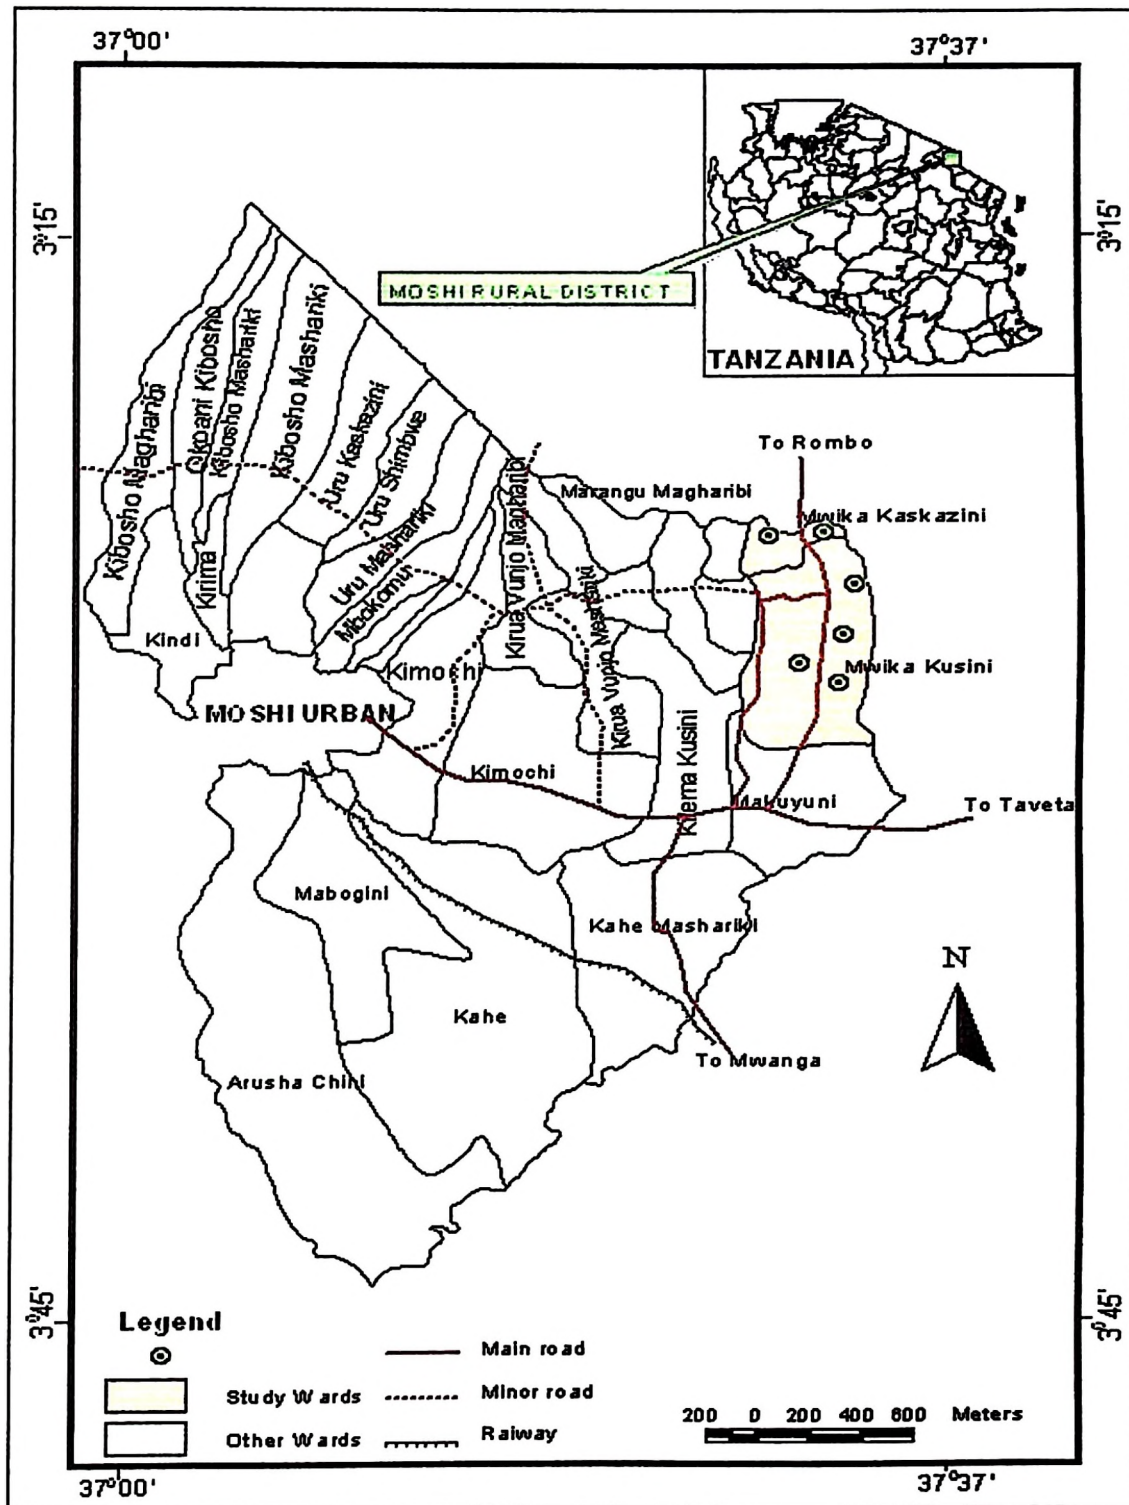 37°00'
37°37'
3°15'
3°15'
MOSHI RURAL DISTRICT
TANZANIA
To Rombo
Marangu Magharibi
Mwika Kaskazini
Kibosho Magharibi
Okoani Kibosho
Kibosho Mashariki
Kibosho Mashariki
Uru Kaskazini
Uru Shimbwe
Uru Mashariki
Mbokomu
Kirua Vunjo Magharibi
Kirua Vunjo Mashariki
Kirima
Kindi
Kimochi
Mwika Kusini
MOSHI URBAN
Kilema Kusini
Kimochi
Makuyuni
To Taveta
Mabogini
Kahe Mashariki
N
Kahe
To Mwanga
Arusha Chini
3°45'
3°45'
Legend
Main road
Study Wards
Minor road
Other Wards
Raiway
200 0 200 400 600 Meters
37°00'
37°37'